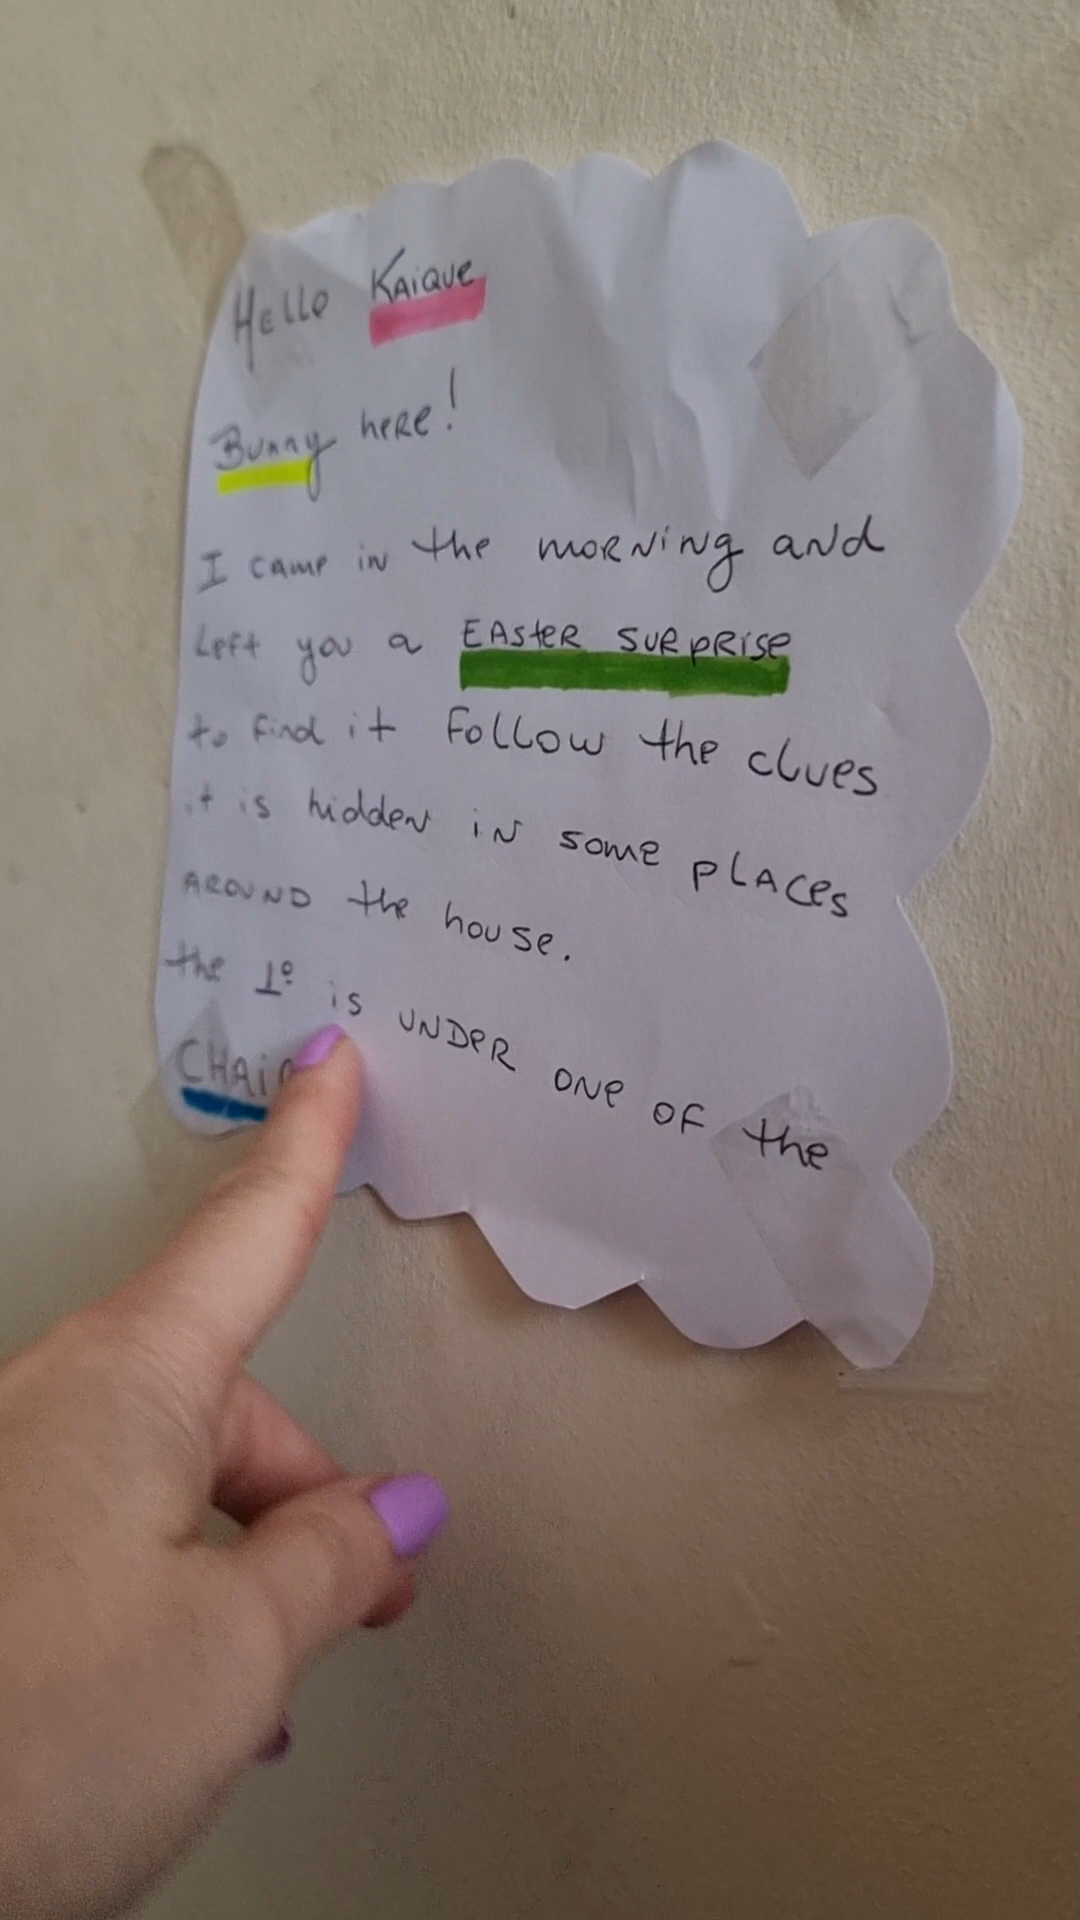 Hello Kaique
Bunny here!
I came in the morning and
Left you a EASTER SURPRISE
to find it Follow the clues
it is hidden in some places
AROUND the house.
the 1º is UNDER one OF the